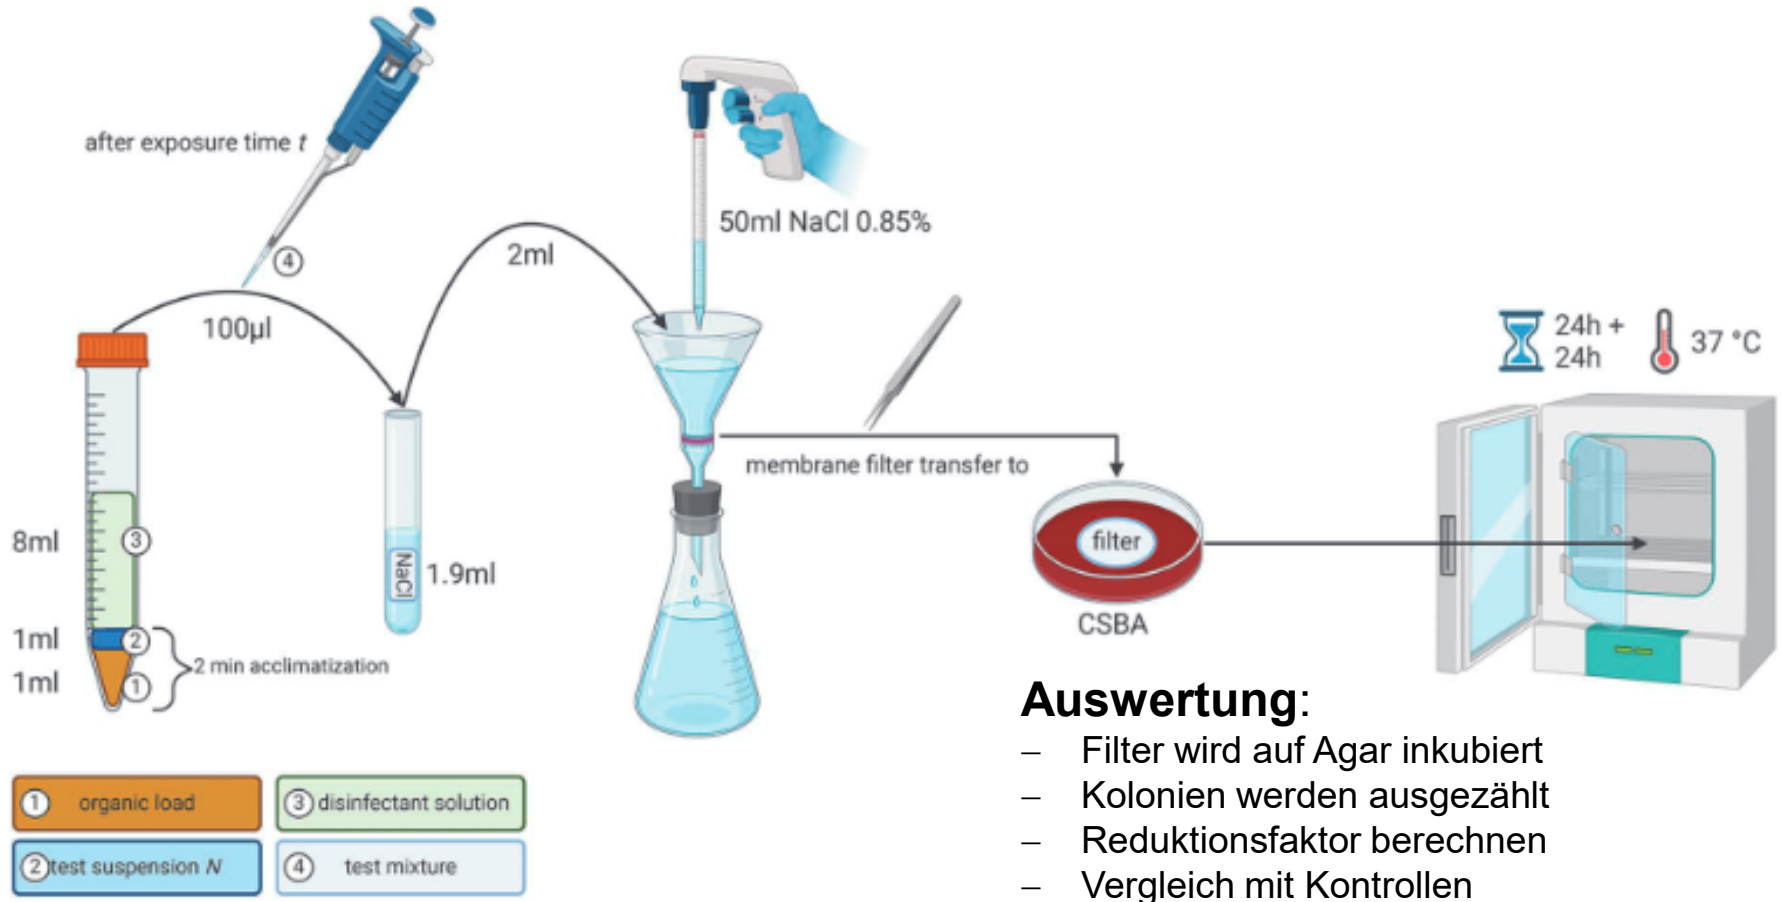 after exposure time t
4
100µl
2ml
50ml NaCl 0.85%
24h +
24h
37 °C
membrane filter transfer to
8ml
3
NaCl
1.9ml
filter
CSBA
1ml
2
1ml
1
2 min acclimatization
1 organic load
3 disinfectant solution
2 test suspension N
4 test mixture
Auswertung:
– Filter wird auf Agar inkubiert
– Kolonien werden ausgezählt
– Reduktionsfaktor berechnen
– Vergleich mit Kontrollen